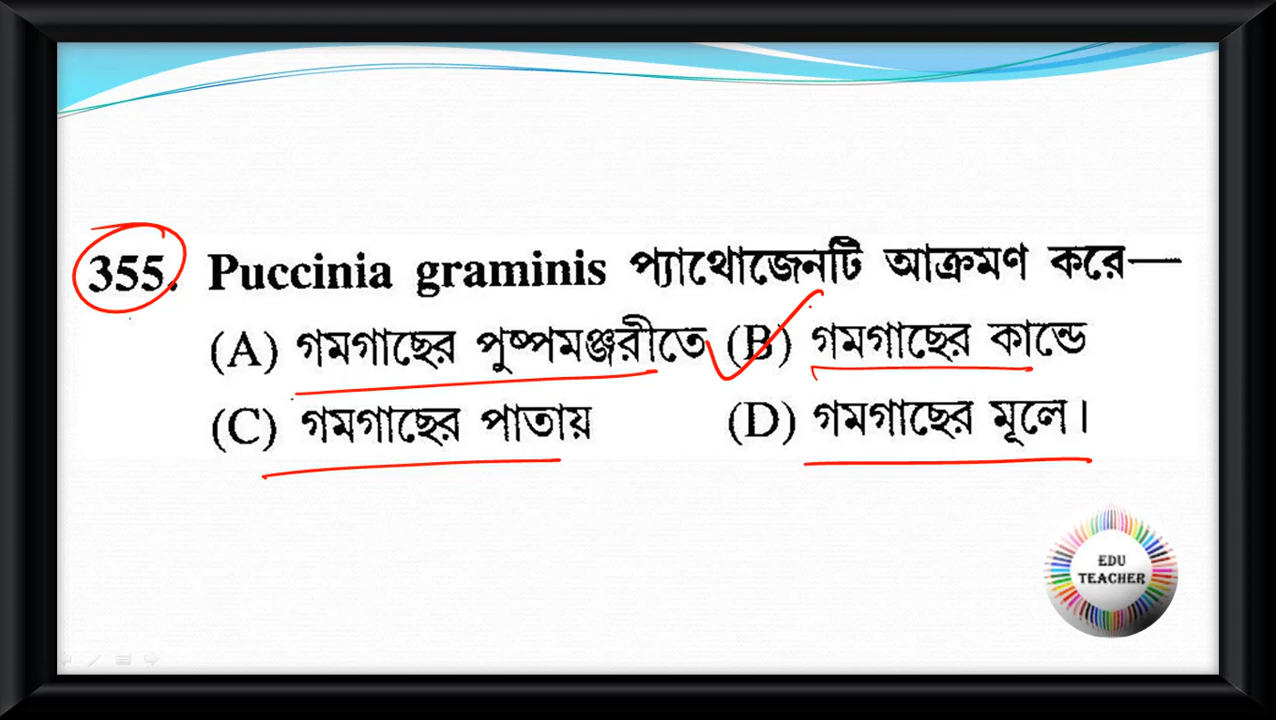 355. Puccinia graminis প্যাথোজেনটি আক্রমণ করে—
(A) গমগাছের পুষ্পমঞ্জরীতে (B) গমগাছের কান্ডে
(C) গমগাছের পাতায় (D) গমগাছের মূলে।
EDU
TEACHER